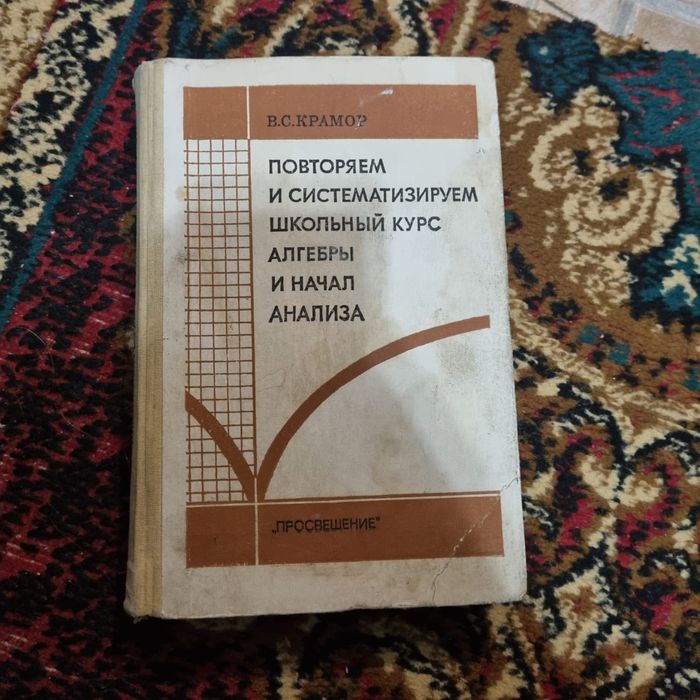 В.С.КРАМОР
ПОВТОРЯЕМ
И СИСТЕМАТИЗИРУЕМ
ШКОЛЬНЫЙ КУРС
АЛГЕБРЫ
И НАЧАЛ
АНАЛИЗА
„ПРОСВЕЩЕНИЕ"